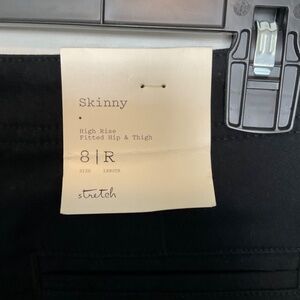 Skinny
High Rise
Fitted Hip & Thigh
8|R
SIZE LENGTH
stretch